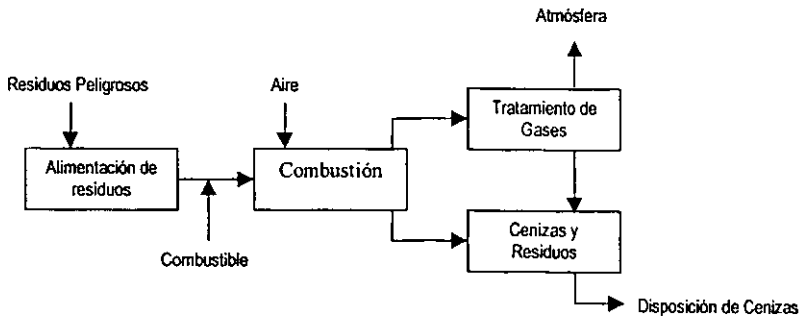 Atmósfera
Residuos Peligrosos
Aire
Tratamiento de
Gases
Alimentación de
residuos
Combustión
Cenizas y
Residuos
Combustible
Disposición de Cenizas